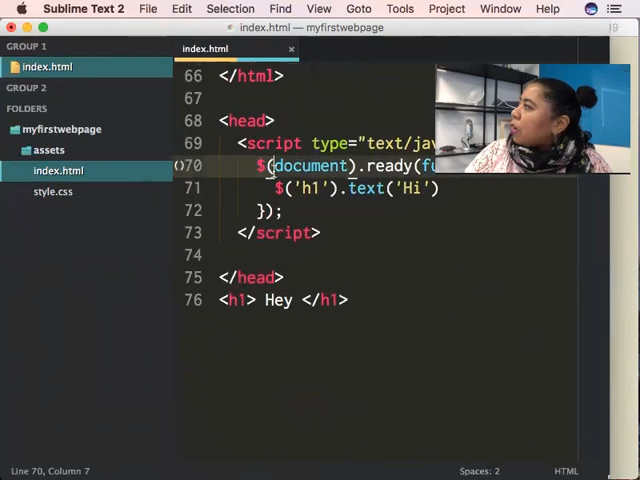 Sublime Text 2 File Edit Selection Find View Goto Tools Project Window Help
index.html — myfirstwebpage
GROUP 1
index.html
GROUP 2
FOLDERS
myfirstwebpage
assets
index.html
style.css
index.html ×
66 </html>
67
68 <head>
69 <script type="text/jav
70 $(document).ready(fu
71 $('h1').text('Hi')
72 });
73 </script>
74
75 </head>
76 <h1> Hey </h1>
Line 70, Column 7 Spaces: 2 HTML